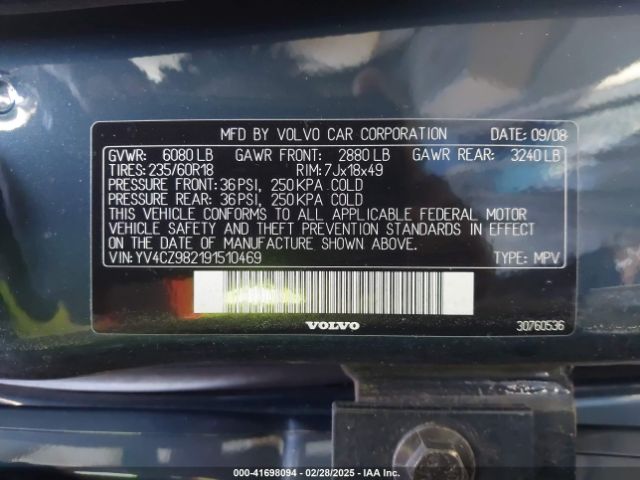 MFD BY VOLVO CAR CORPORATION DATE: 09/08
GVWR: 6080 LB GAWR FRONT: 2880 LB GAWR REAR: 3240 LB
TIRES: 235/60R18 RIM: 7Jx18x49
PRESSURE FRONT: 36 PSI, 250 KPA COLD
PRESSURE REAR: 36 PSI, 250 KPA COLD
THIS VEHICLE CONFORMS TO ALL APPLICABLE FEDERAL MOTOR
VEHICLE SAFETY AND THEFT PREVENTION STANDARDS IN EFFECT
ON THE DATE OF MANUFACTURE SHOWN ABOVE.
VIN: YV4CZ982191510469 TYPE: MPV
VOLVO 30760536
000-41698094 — 02/28/2025 — IAA Inc.